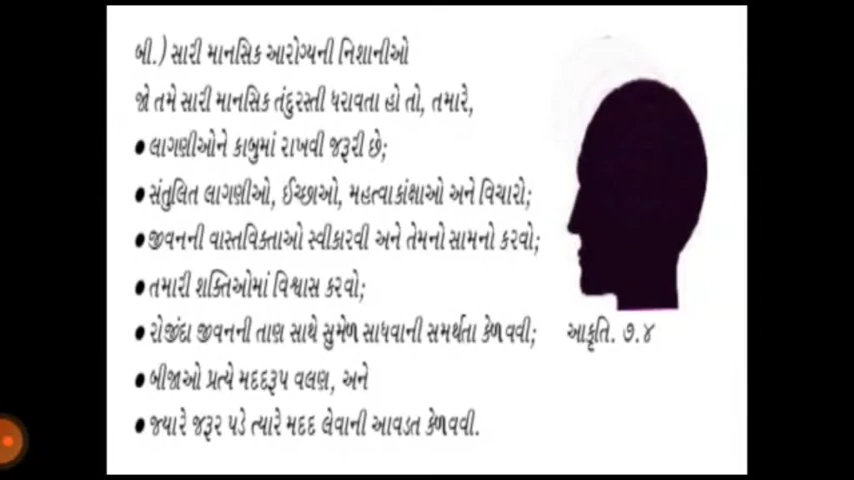 બી.) સારી માનસિક આરોગ્યની નિશાનીઓ
જો તમે સારી માનસિક તંદુરસ્તી ધરાવતા હો તો, તમારે,
● લાગણીઓને કાબુમાં રાખવી જરૂરી છે;
● સંતુલિત લાગણીઓ, ઈચ્છાઓ, મહત્વાકાંક્ષાઓ અને વિચારો;
● જીવનની વાસ્તવિક્તાઓ સ્વીકારવી અને તેમનો સામનો કરવો;
● તમારી શક્તિઓમાં વિશ્વાસ કરવો;
● રોજીંદા જીવનની તાણ સાથે સુમેળ સાધવાની સમર્થતા કેળવવી;
આકૃતિ. ૭.૪
● બીજાઓ પ્રત્યે મદદરૂપ વલણ, અને
● જ્યારે જરૂર પડે ત્યારે મદદ લેવાની આવડત કેળવવી.